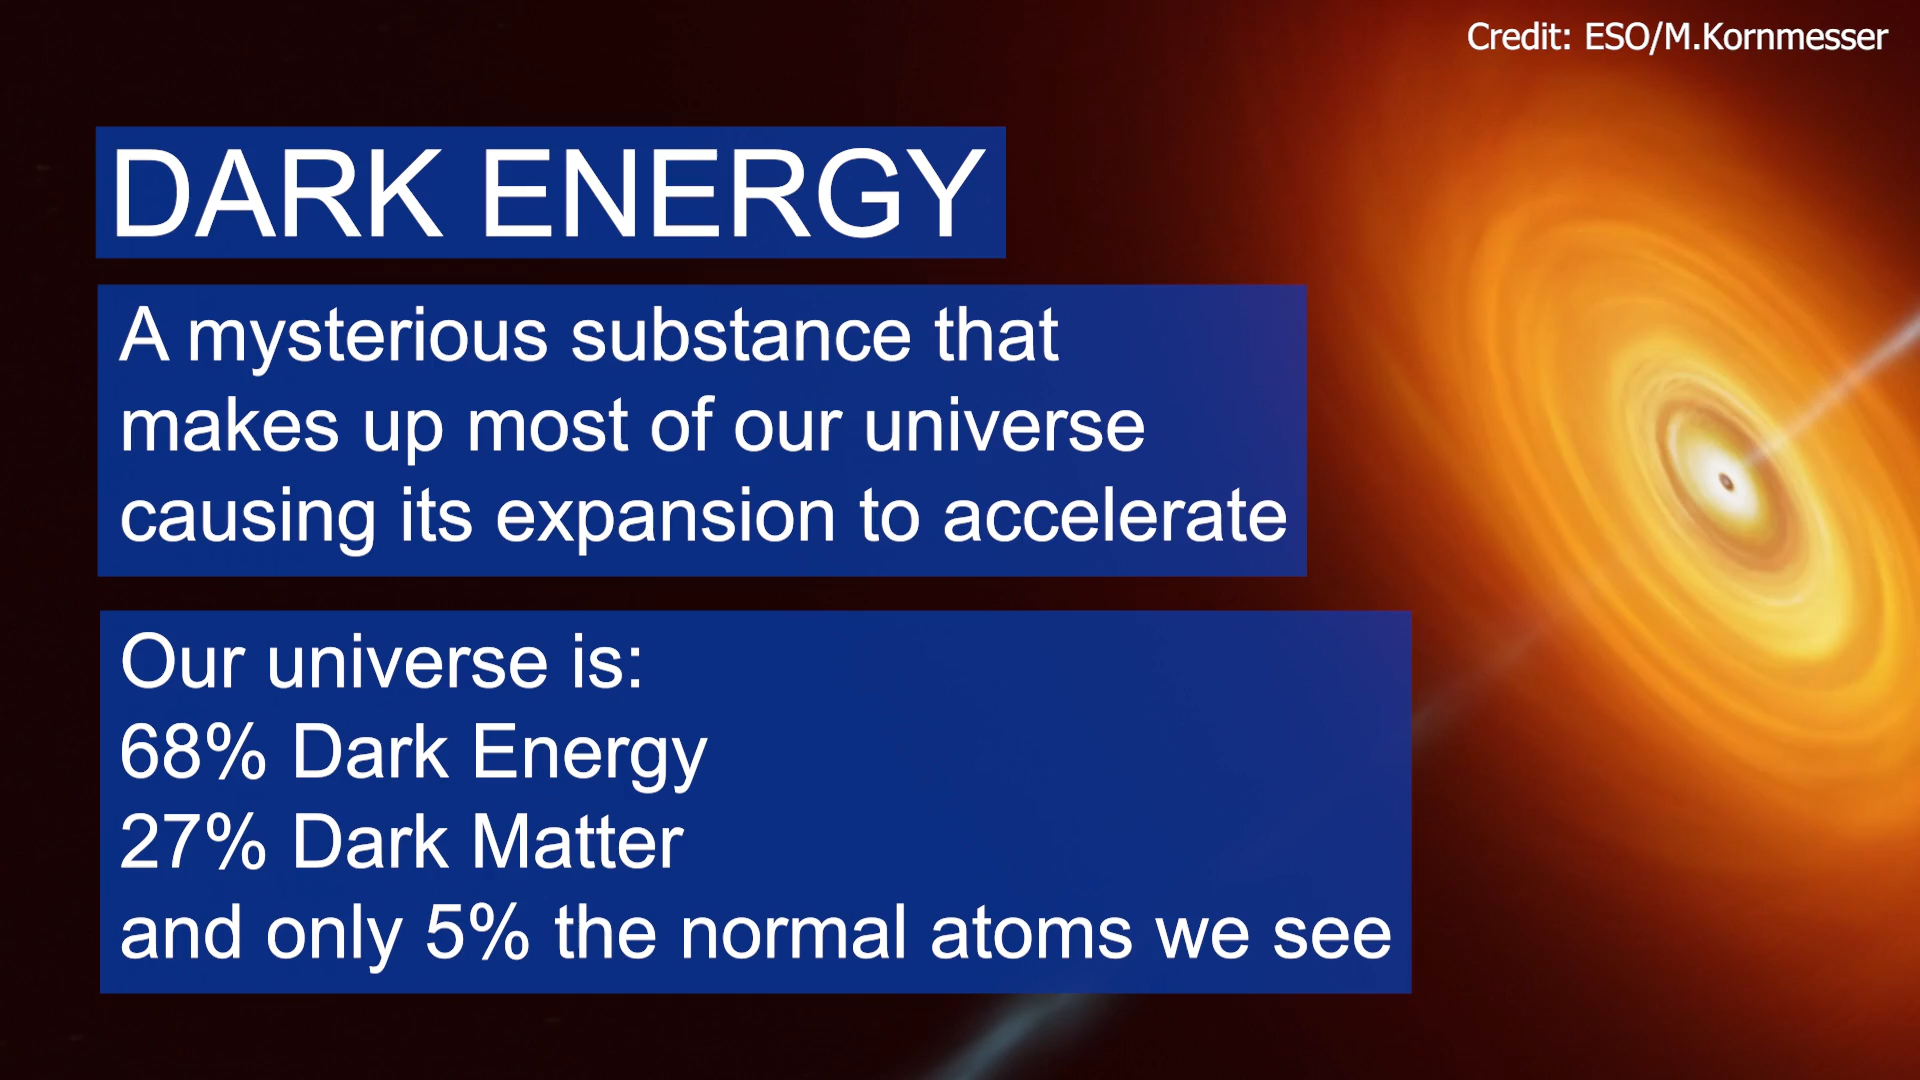 Credit: ESO/M.Kornmesser
DARK ENERGY
A mysterious substance that
makes up most of our universe
causing its expansion to accelerate
Our universe is:
68% Dark Energy
27% Dark Matter
and only 5% the normal atoms we see